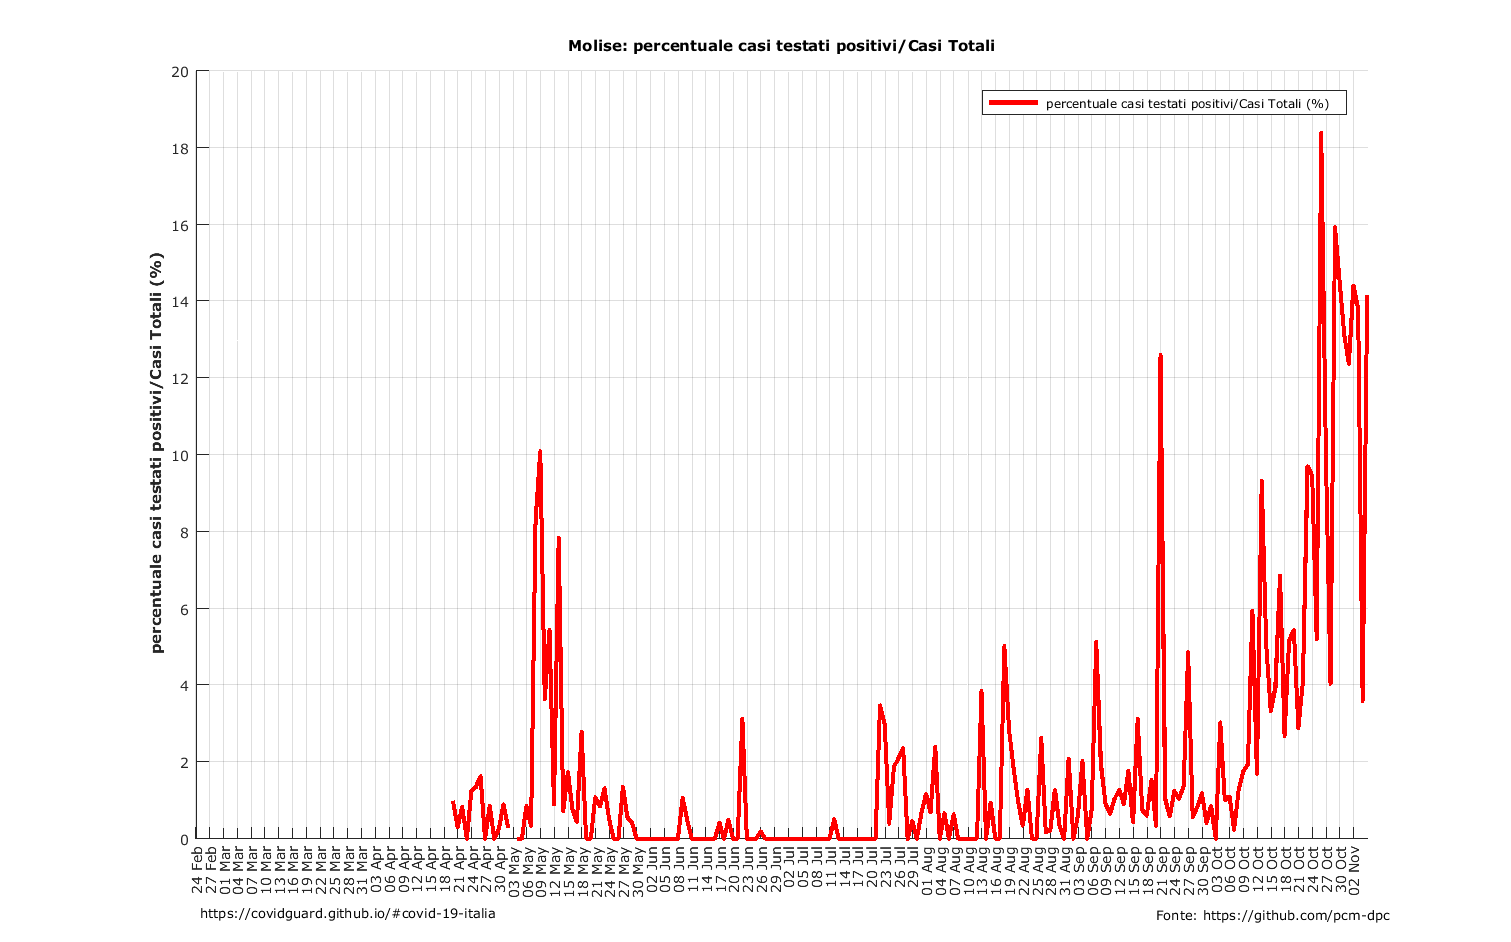 Molise: percentuale casi testati positivi/Casi Totali
percentuale casi testati positivi/Casi Totali (%)
percentuale casi testati positivi/Casi Totali (%)
20
18
16
14
12
10
8
6
4
2
0
24 Feb
27 Feb
01 Mar
04 Mar
07 Mar
10 Mar
13 Mar
16 Mar
19 Mar
22 Mar
25 Mar
28 Mar
31 Mar
03 Apr
06 Apr
09 Apr
12 Apr
15 Apr
18 Apr
21 Apr
24 Apr
27 Apr
30 Apr
03 May
06 May
09 May
12 May
15 May
18 May
21 May
24 May
27 May
30 May
02 Jun
05 Jun
08 Jun
11 Jun
14 Jun
17 Jun
20 Jun
23 Jun
26 Jun
29 Jun
02 Jul
05 Jul
08 Jul
11 Jul
14 Jul
17 Jul
20 Jul
23 Jul
26 Jul
29 Jul
01 Aug
04 Aug
07 Aug
10 Aug
13 Aug
16 Aug
19 Aug
22 Aug
25 Aug
28 Aug
31 Aug
03 Sep
06 Sep
09 Sep
12 Sep
15 Sep
18 Sep
21 Sep
24 Sep
27 Sep
30 Sep
03 Oct
06 Oct
09 Oct
12 Oct
15 Oct
18 Oct
21 Oct
24 Oct
27 Oct
30 Oct
02 Nov
https://covidguard.github.io/#covid-19-italia
Fonte: https://github.com/pcm-dpc